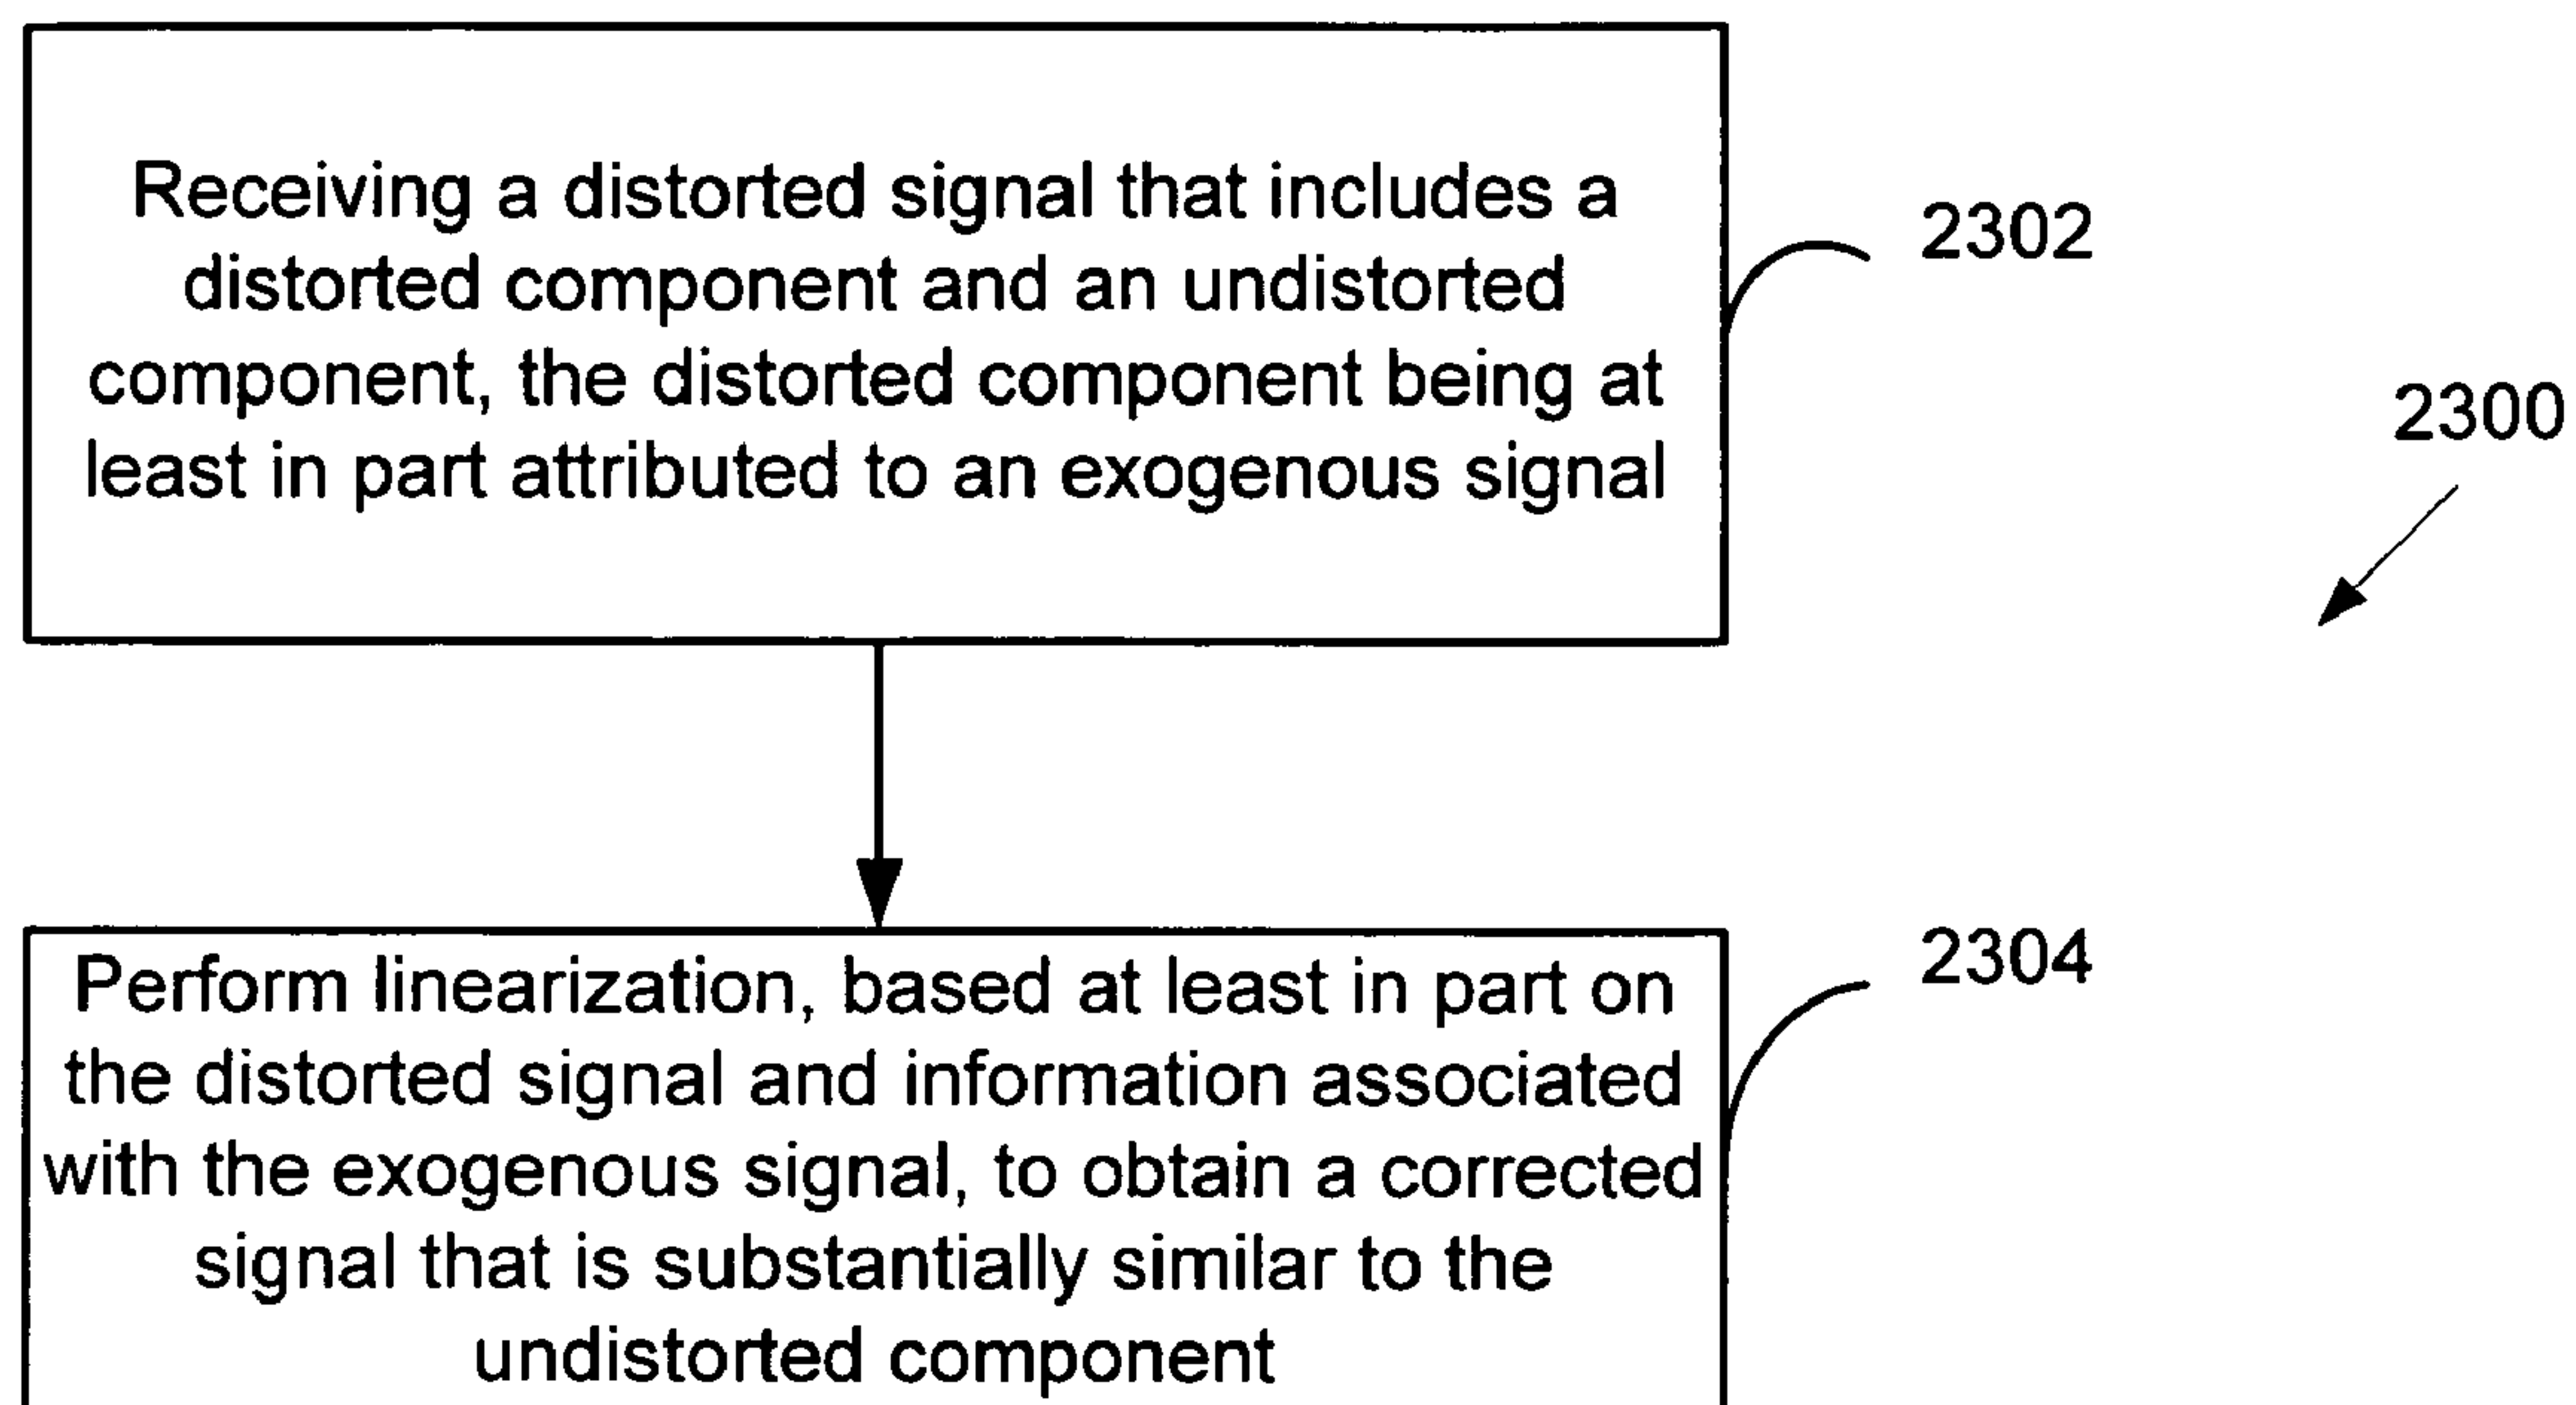 Receiving a distorted signal that includes a
distorted component and an undistorted
component, the distorted component being at
least in part attributed to an exogenous signal
2302
2300
Perform linearization, based at least in part on
the distorted signal and information associated
with the exogenous signal, to obtain a corrected
signal that is substantially similar to the
undistorted component
2304